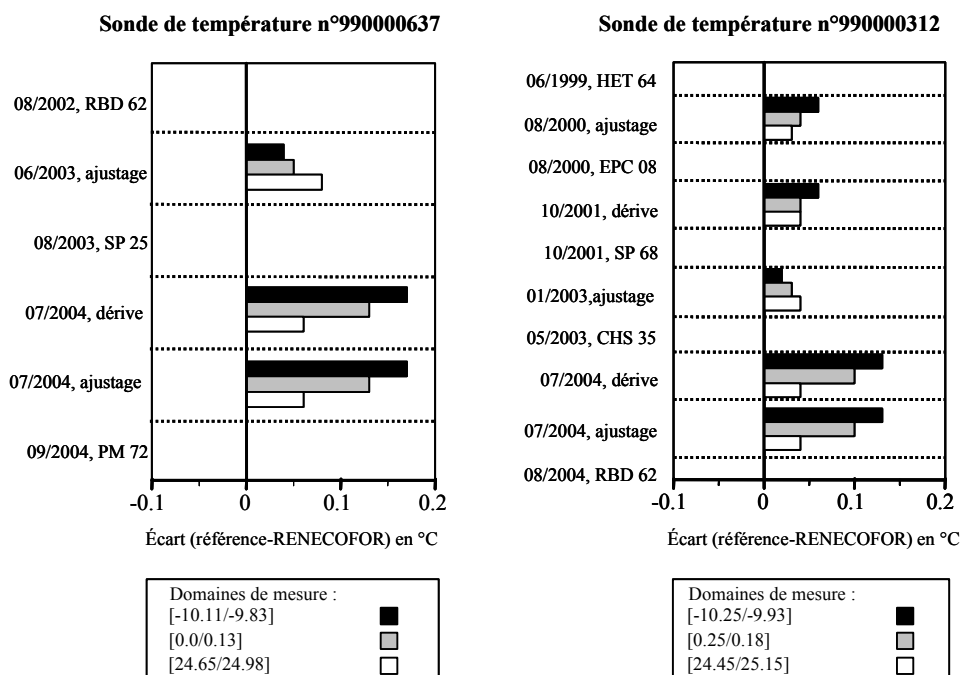 Sonde de température n°990000637
08/2002, RBD 62
06/2003, ajustage
08/2003, SP 25
07/2004, dérive
07/2004, ajustage
09/2004, PM 72
-0.1 0 0.1 0.2
Écart (référence-RENECOFOR) en °C
Domaines de mesure :
[-10.11/-9.83]
[0.0/0.13]
[24.65/24.98]
Sonde de température n°990000312
06/1999, HET 64
08/2000, ajustage
08/2000, EPC 08
10/2001, dérive
10/2001, SP 68
01/2003,ajustage
05/2003, CHS 35
07/2004, dérive
07/2004, ajustage
08/2004, RBD 62
-0.1 0 0.1 0.2
Écart (référence-RENECOFOR) en °C
Domaines de mesure :
[-10.25/-9.93]
[0.25/0.18]
[24.45/25.15]